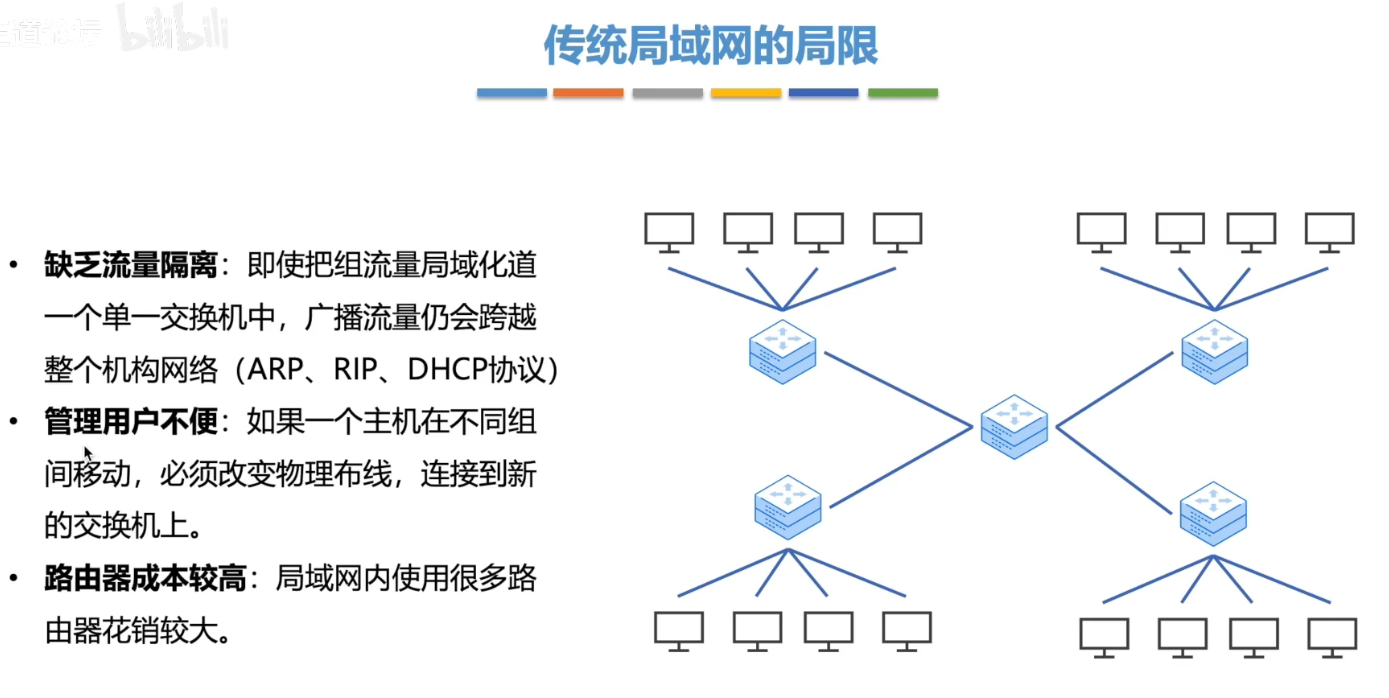 bilibili
传统局域网的局限
• 缺乏流量隔离：即使把组流量局域化道
一个单一交换机中，广播流量仍会跨越
整个机构网络（ARP、RIP、DHCP协议）
• 管理用户不便：如果一个主机在不同组
间移动，必须改变物理布线，连接到新
的交换机上。
• 路由器成本较高：局域网内使用很多路
由器花销较大。